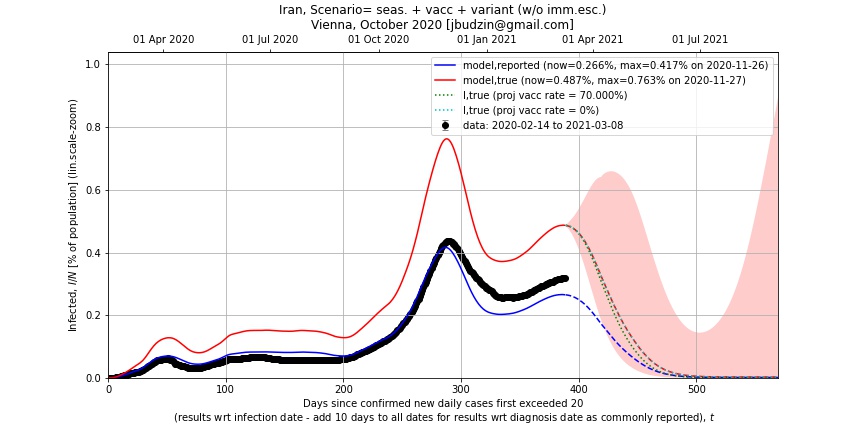 Iran, Scenario= seas. + vacc + variant (w/o imm.esc.)
Vienna, October 2020 [jbudzin@gmail.com]
01 Apr 2020 01 Jul 2020 01 Oct 2020 01 Jan 2021 01 Apr 2021 01 Jul 2021
model,reported (now=0.266%, max=0.417% on 2020-11-26)
model,true (now=0.487%, max=0.763% on 2020-11-27)
I,true (proj vacc rate = 70.000%)
I,true (proj vacc rate = 0%)
data: 2020-02-14 to 2021-03-08
Infected, I/N [% of population] (lin.scale-zoom)
1.0
0.8
0.6
0.4
0.2
0.0
0 100 200 300 400 500
Days since confirmed new daily cases first exceeded 20
(results wrt infection date - add 10 days to all dates for results wrt diagnosis date as commonly reported), t